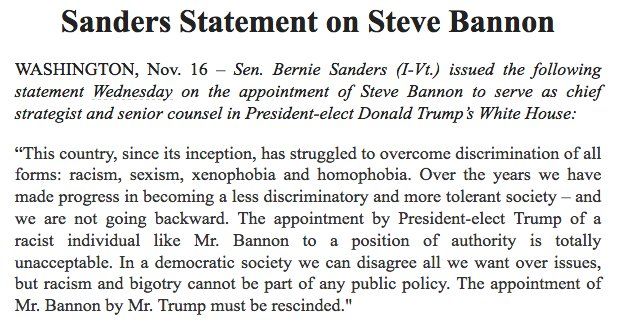 Sanders Statement on Steve Bannon
WASHINGTON, Nov. 16 – Sen. Bernie Sanders (I-Vt.) issued the following
statement Wednesday on the appointment of Steve Bannon to serve as chief
strategist and senior counsel in President-elect Donald Trump’s White House:
“This country, since its inception, has struggled to overcome discrimination of all
forms: racism, sexism, xenophobia and homophobia. Over the years we have
made progress in becoming a less discriminatory and more tolerant society – and
we are not going backward. The appointment by President-elect Trump of a
racist individual like Mr. Bannon to a position of authority is totally
unacceptable. In a democratic society we can disagree all we want over issues,
but racism and bigotry cannot be part of any public policy. The appointment of
Mr. Bannon by Mr. Trump must be rescinded."